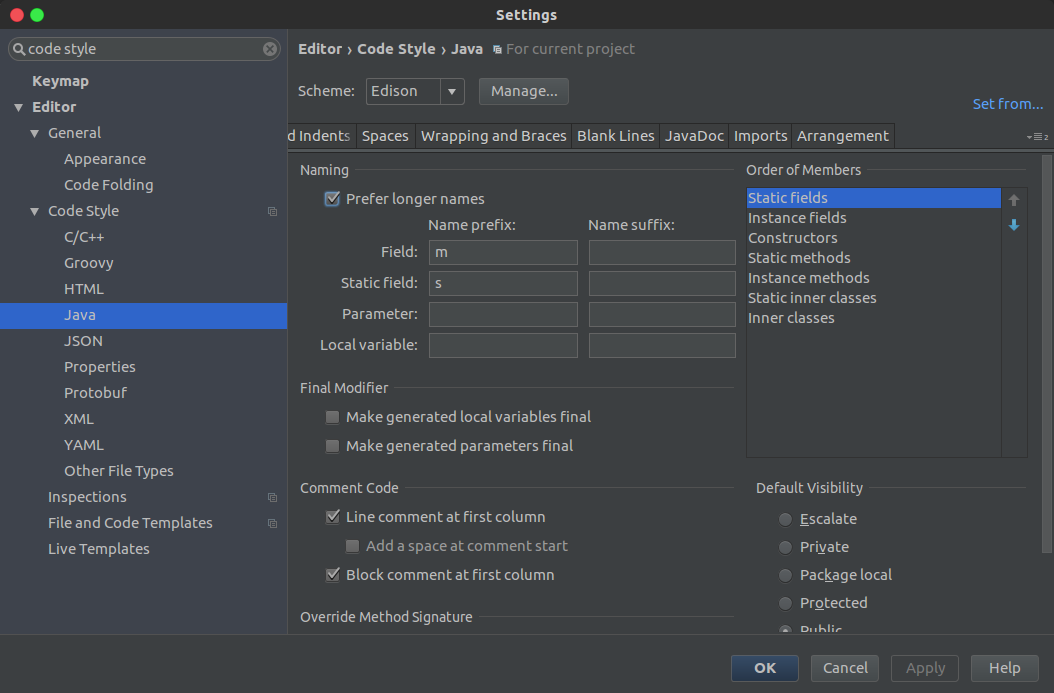 Settings
code style
Keymap
Editor
General
Appearance
Code Folding
Code Style
C/C++
Groovy
HTML
Java
JSON
Properties
Protobuf
XML
YAML
Other File Types
Inspections
File and Code Templates
Live Templates
Editor › Code Style › Java For current project
Scheme: Edison Manage...
Set from...
d Indents Spaces Wrapping and Braces Blank Lines JavaDoc Imports Arrangement
2
Naming
Prefer longer names
Name prefix: Name suffix:
Field: m
Static field: s
Parameter:
Local variable:
Final Modifier
Make generated local variables final
Make generated parameters final
Comment Code
Line comment at first column
Add a space at comment start
Block comment at first column
Override Method Signature
Order of Members
Static fields
Instance fields
Constructors
Static methods
Instance methods
Static inner classes
Inner classes
Default Visibility
Escalate
Private
Package local
Protected
Public
OK Cancel Apply Help